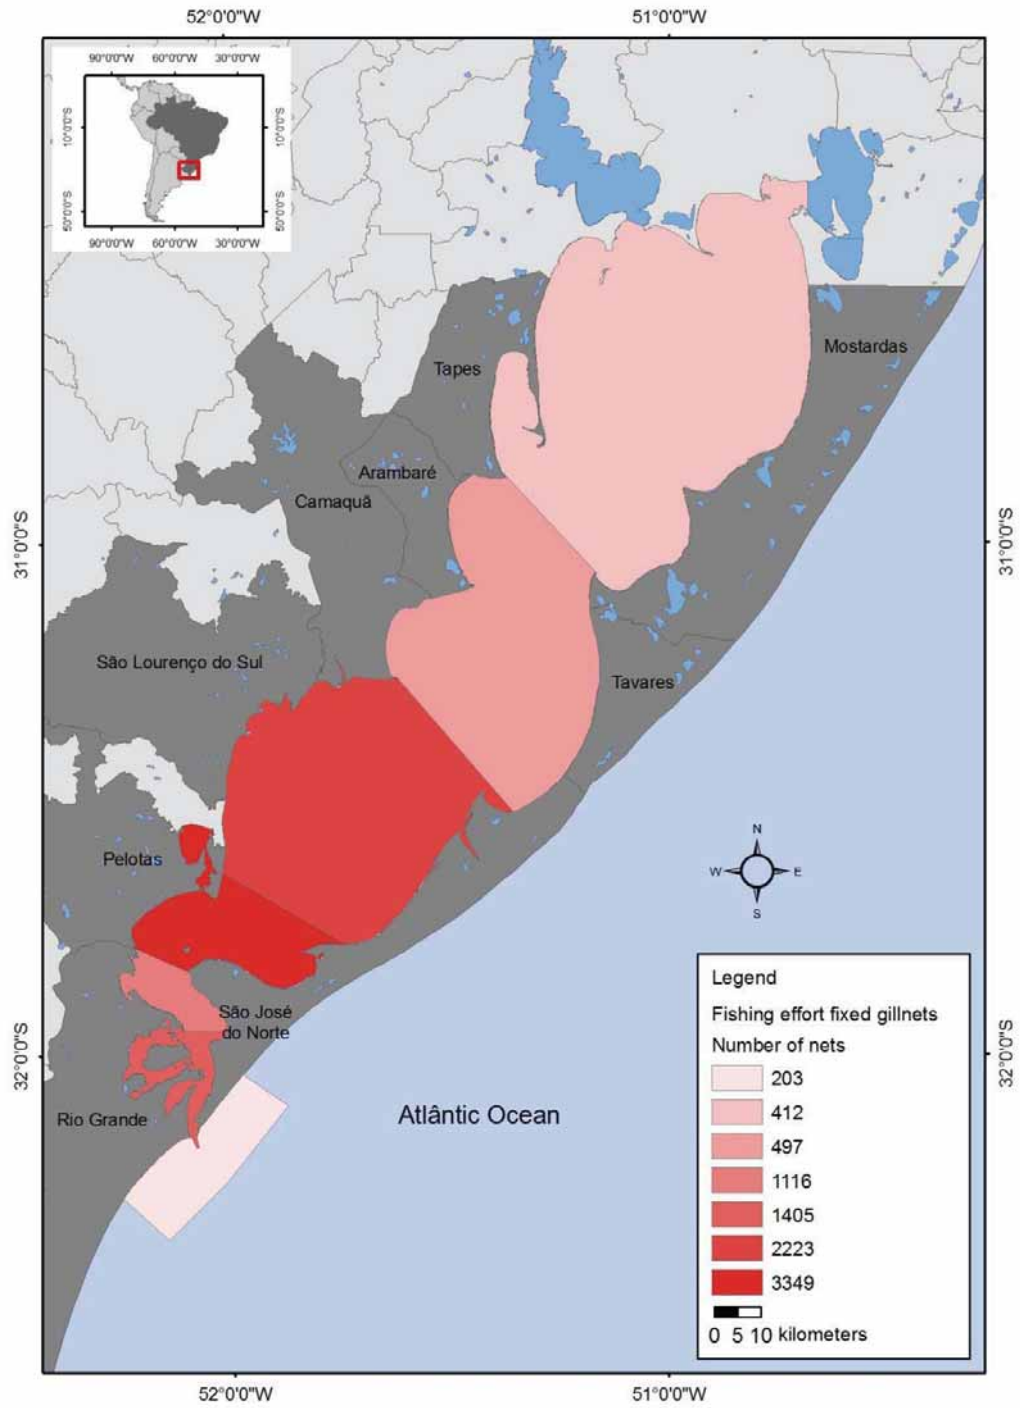 52°0'0"W 51°0'0"W
90°0'0"W 60°0'0"W 30°0'0"W
10°0'0"S 10°0'0"S
50°0'0"S 50°0'0"S
90°0'0"W 60°0'0"W 30°0'0"W
Mostardas
Tapes
Arambaré
Camaquã
31°0'0"S 31°0'0"S
São Lourenço do Sul
Tavares
Pelotas
N
W E
S
São José
do Norte
32°0'0"S 32°0'0"S
Rio Grande
Atlântic Ocean
Legend
Fishing effort fixed gillnets
Number of nets
203
412
497
1116
1405
2223
3349
0 5 10 kilometers
52°0'0"W 51°0'0"W